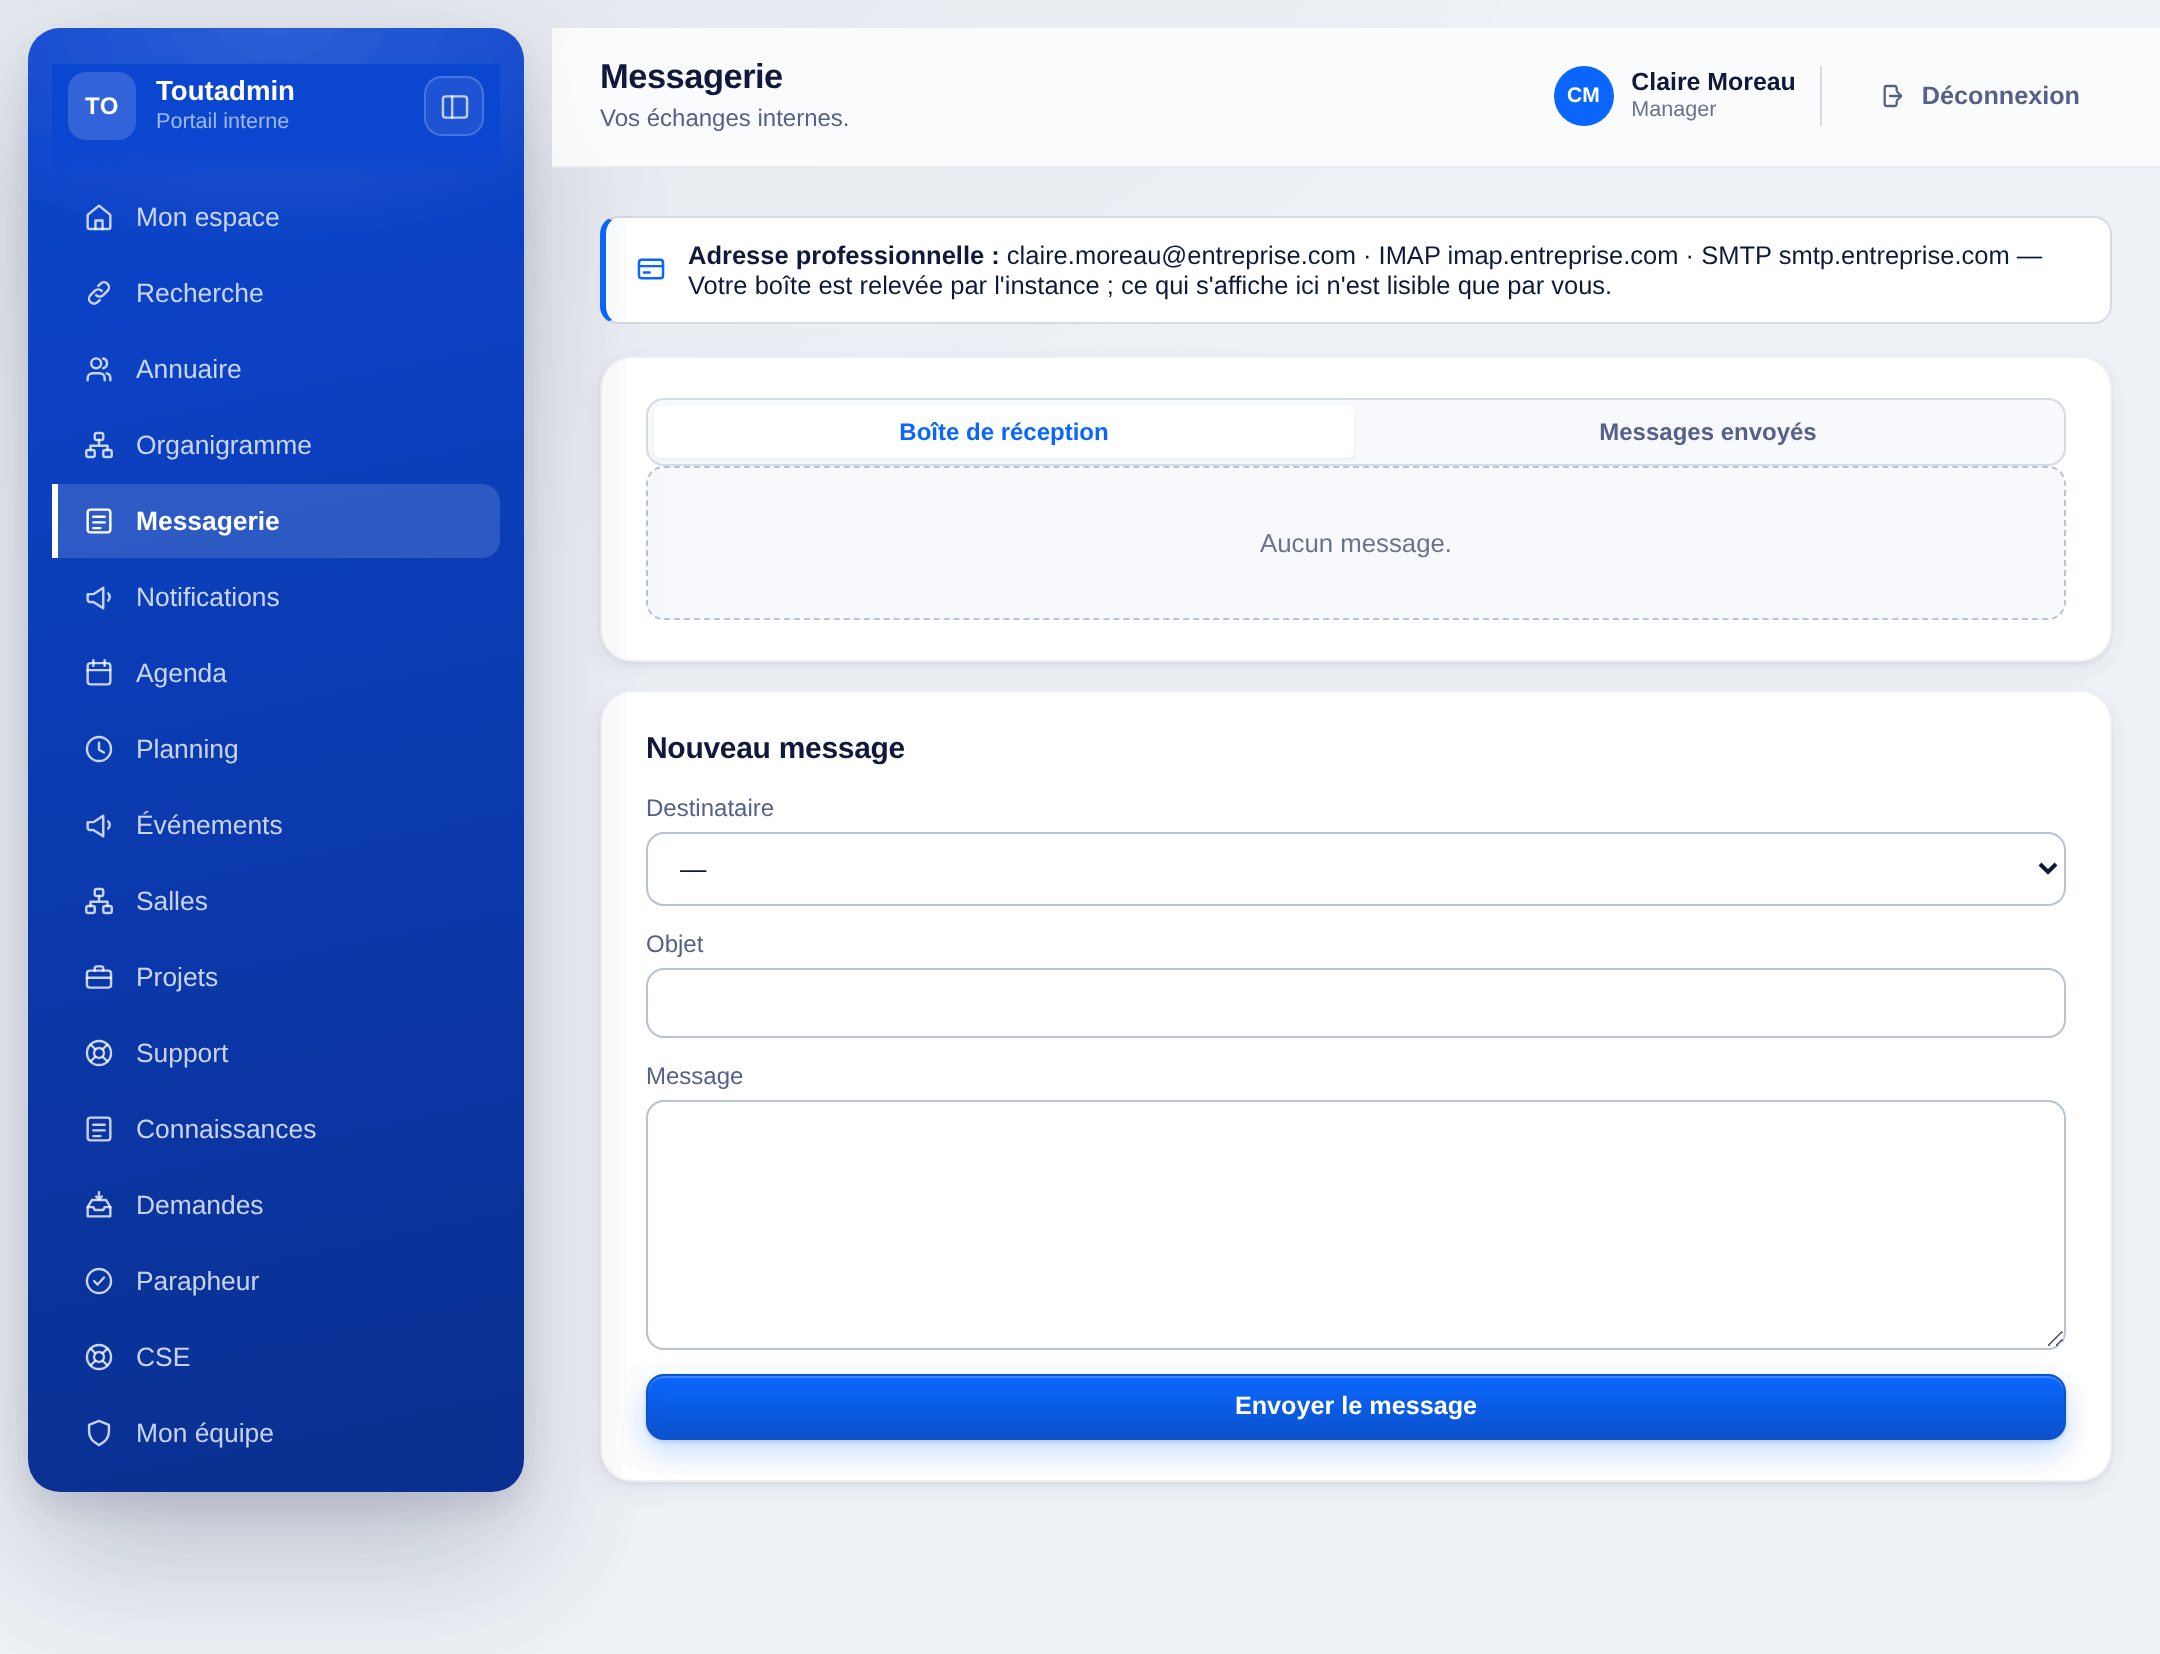 TO
Toutadmin
Portail interne
Mon espace
Recherche
Annuaire
Organigramme
Messagerie
Notifications
Agenda
Planning
Événements
Salles
Projets
Support
Connaissances
Demandes
Parapheur
CSE
Mon équipe
Messagerie
Vos échanges internes.
CM
Claire Moreau
Manager
Déconnexion
Adresse professionnelle : claire.moreau@entreprise.com · IMAP imap.entreprise.com · SMTP smtp.entreprise.com —
Votre boîte est relevée par l'instance ; ce qui s'affiche ici n'est lisible que par vous.
Boîte de réception
Messages envoyés
Aucun message.
Nouveau message
Destinataire
—
Objet
Message
Envoyer le message